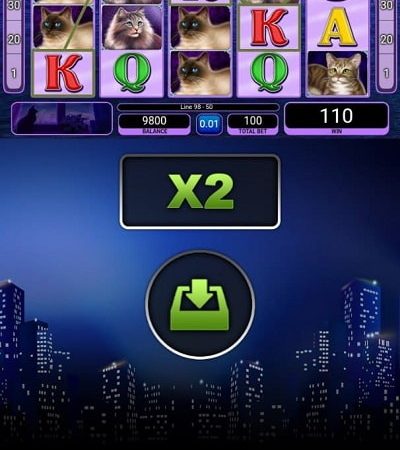 30 30
K A
20 20
K Q Q
1 1
Line 98 - 50
9800 0.01 100 110
BALANCE TOTAL BET WIN
X2